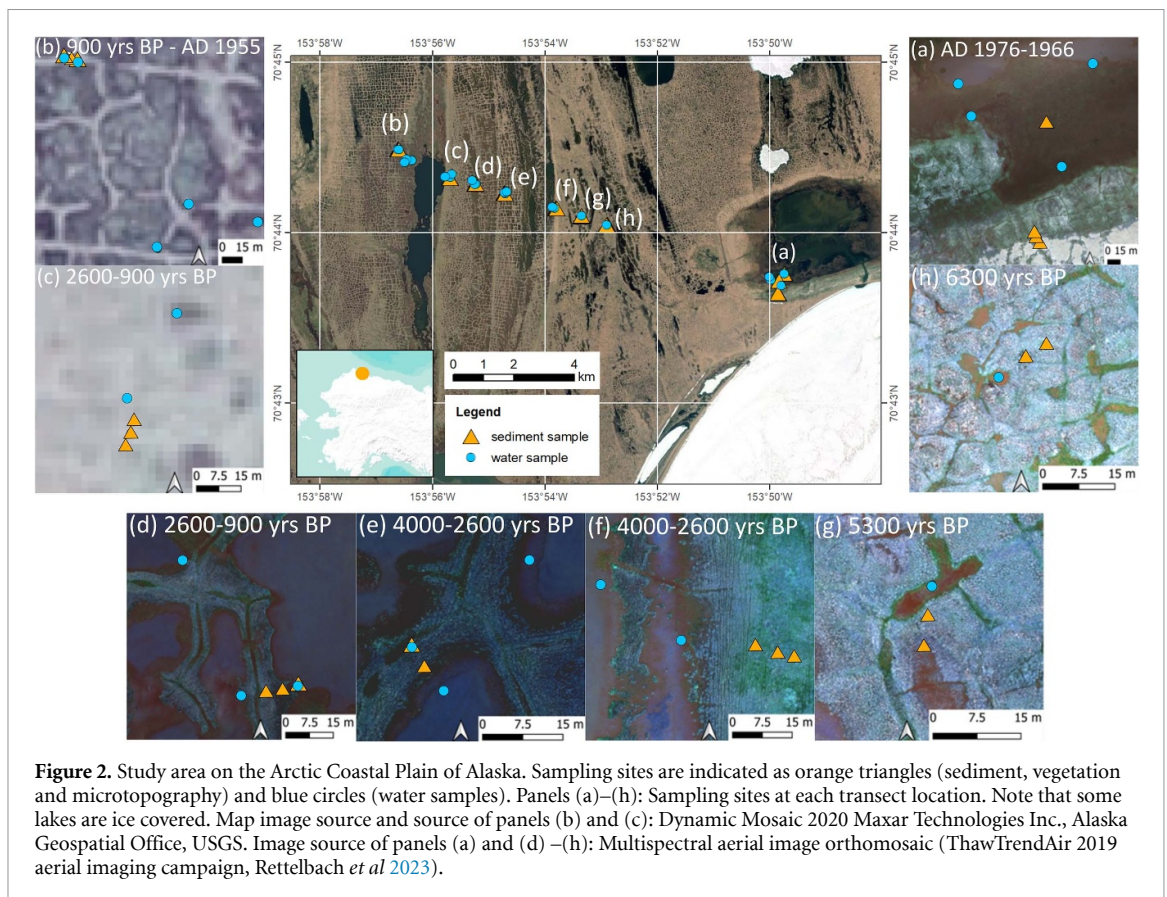 (b) 900 yrs BP - AD 1955
0 15 m
(c) 2600-900 yrs BP
0 7.5 15 m
153°58'W 153°56'W 153°54'W 153°52'W 153°50'W
70°45'N
70°44'N
70°43'N
70°45'N
70°44'N
70°43'N
(b)
(c)
(d)
(e)
(f)
(g)
(h)
(a)
0 1 2 4
km
Legend
sediment sample
water sample
153°58'W 153°56'W 153°54'W 153°52'W 153°50'W
(a) AD 1976-1966
0 15 m
(h) 6300 yrs BP
0 7.5 15 m
(d) 2600-900 yrs BP
0 7.5 15 m
(e) 4000-2600 yrs BP
0 7.5 15 m
(f) 4000-2600 yrs BP
0 7.5 15 m
(g) 5300 yrs BP
0 7.5 15 m
Figure 2. Study area on the Arctic Coastal Plain of Alaska. Sampling sites are indicated as orange triangles (sediment, vegetation
and microtopography) and blue circles (water samples). Panels (a)–(h): Sampling sites at each transect location. Note that some
lakes are ice covered. Map image source and source of panels (b) and (c): Dynamic Mosaic 2020 Maxar Technologies Inc., Alaska
Geospatial Office, USGS. Image source of panels (a) and (d) –(h): Multispectral aerial image orthomosaic (ThawTrendAir 2019
aerial imaging campaign, Rettelbach et al 2023).